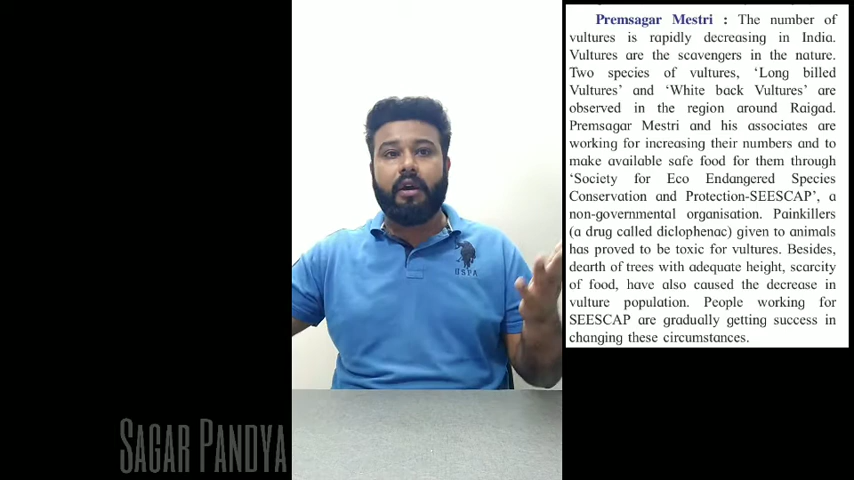 Premsagar Mestri : The number of
vultures is rapidly decreasing in India.
Vultures are the scavengers in the nature.
Two species of vultures, ‘Long billed
Vultures’ and ‘White back Vultures’ are
observed in the region around Raigad.
Premsagar Mestri and his associates are
working for increasing their numbers and to
make available safe food for them through
‘Society for Eco Endangered Species
Conservation and Protection-SEESCAP’, a
non-governmental organisation. Painkillers
(a drug called diclophenac) given to animals
has proved to be toxic for vultures. Besides,
dearth of trees with adequate height, scarcity
of food, have also caused the decrease in
vulture population. People working for
SEESCAP are gradually getting success in
changing these circumstances.
USPA
SAGAR PANDYA